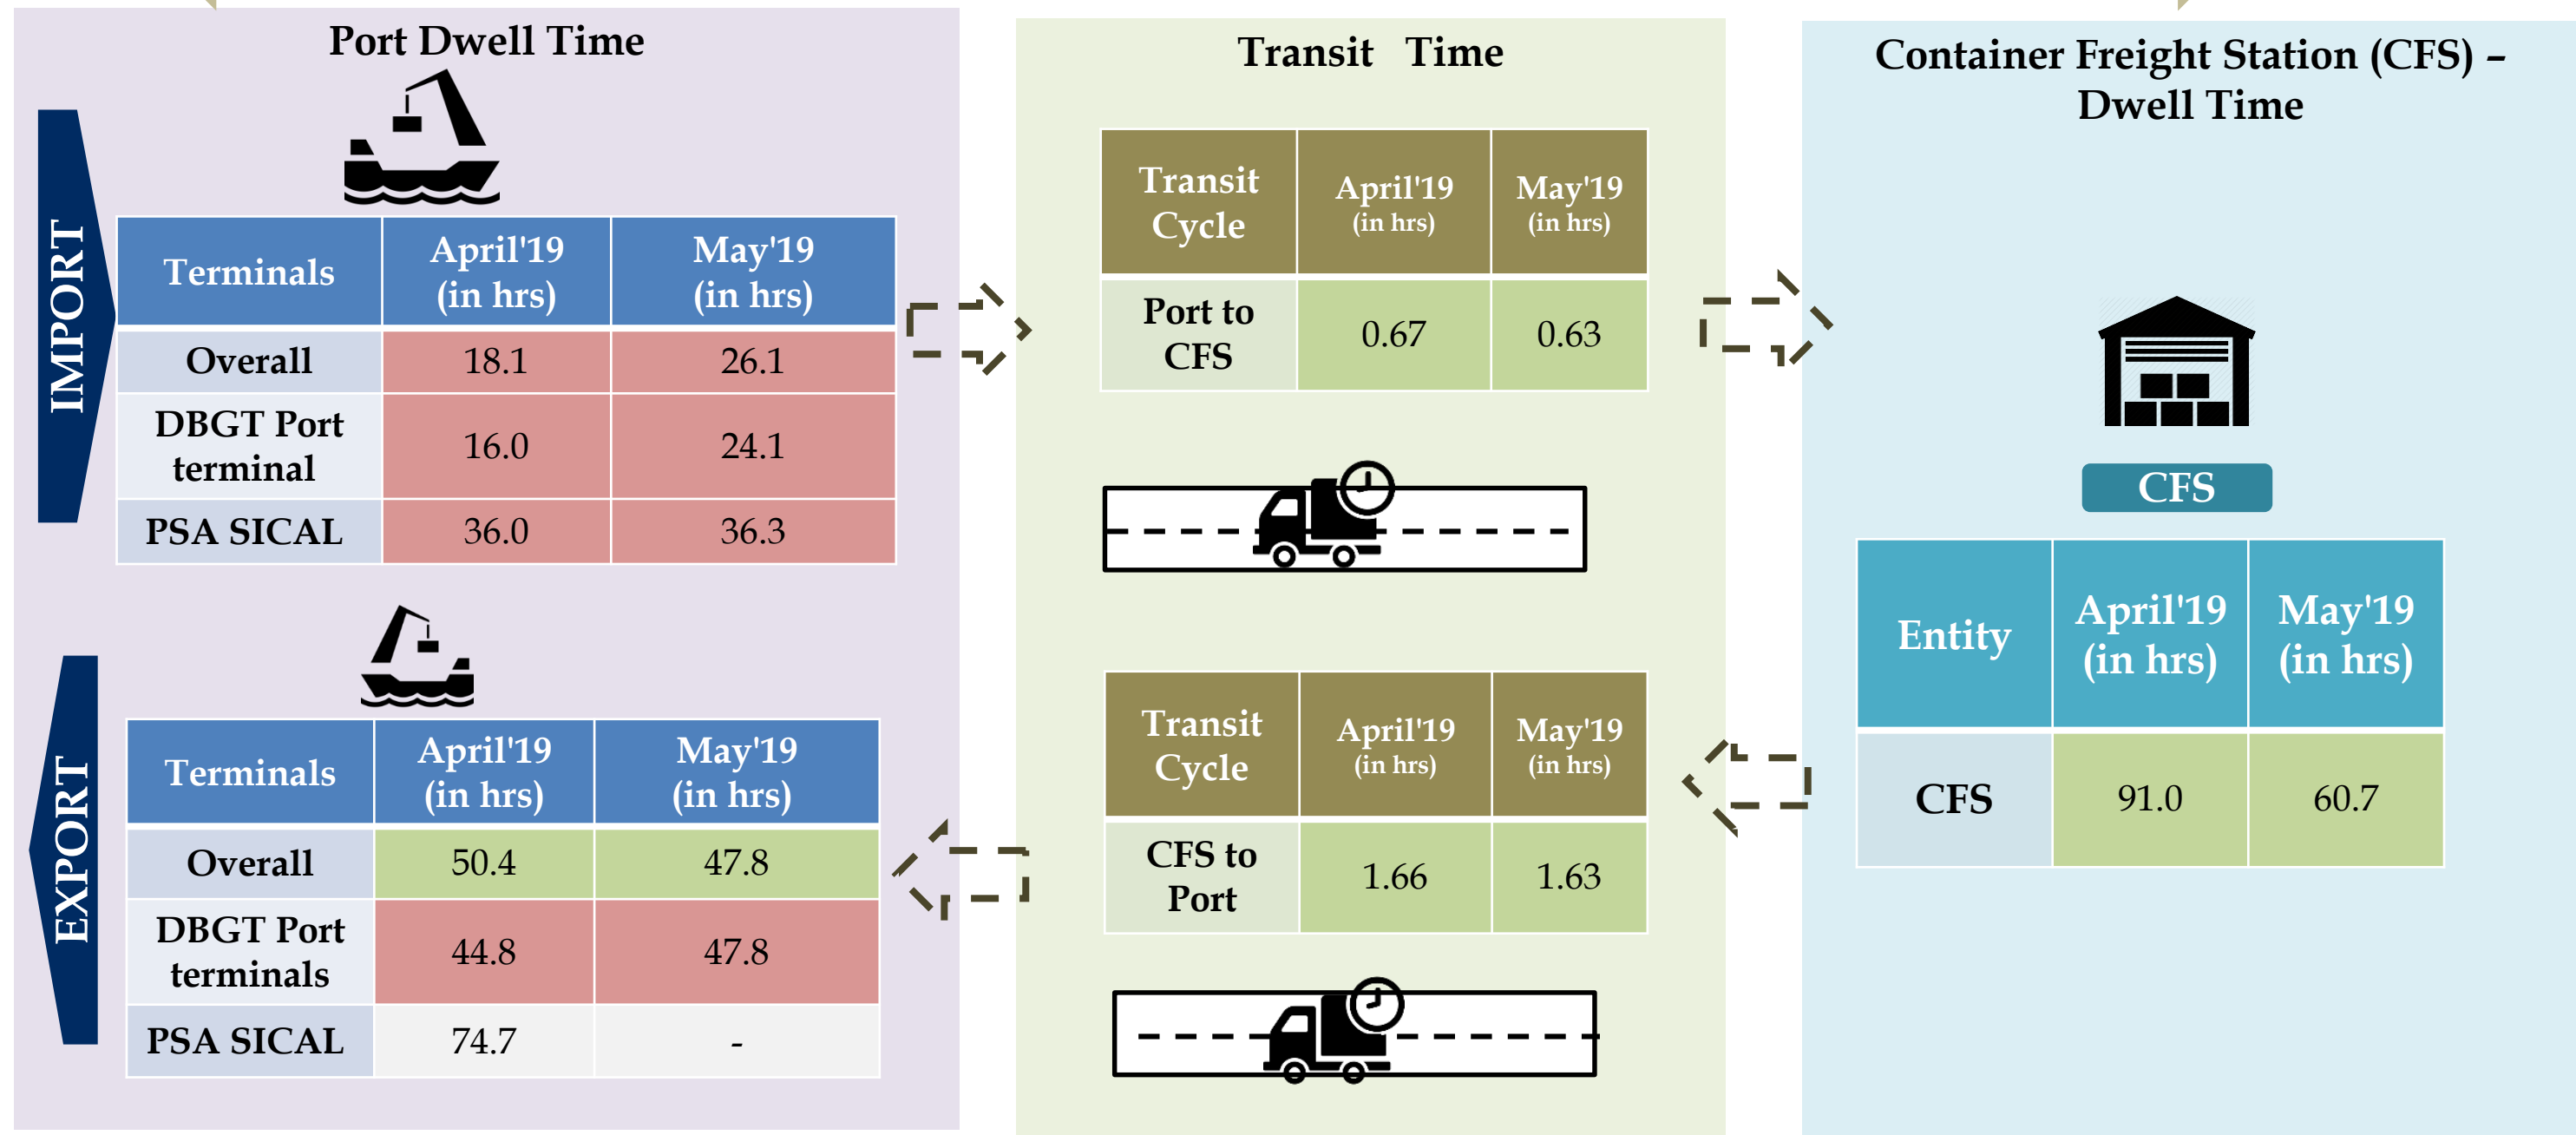 Port Dwell Time
IMPORT
Terminals April'19 (in hrs) May'19 (in hrs)
Overall 18.1 26.1
DBGT Port terminal 16.0 24.1
PSA SICAL 36.0 36.3
EXPORT
Terminals April'19 (in hrs) May'19 (in hrs)
Overall 50.4 47.8
DBGT Port terminals 44.8 47.8
PSA SICAL 74.7 -
Transit Time
Transit Cycle April'19 (in hrs) May'19 (in hrs)
Port to CFS 0.67 0.63
Transit Cycle April'19 (in hrs) May'19 (in hrs)
CFS to Port 1.66 1.63
Container Freight Station (CFS) –
Dwell Time
CFS
Entity April'19 (in hrs) May'19 (in hrs)
CFS 91.0 60.7